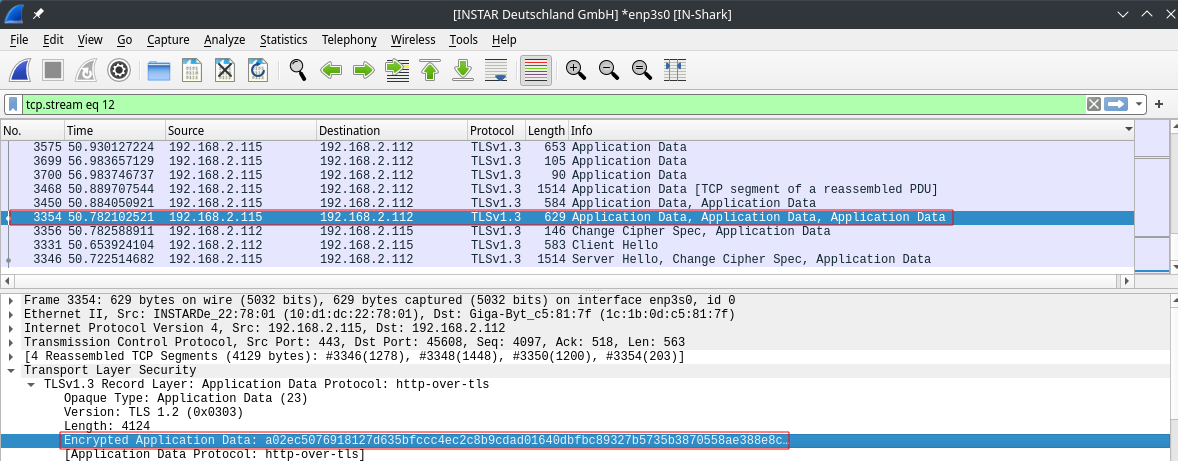 [INSTAR Deutschland GmbH] *enp3s0 [IN-Shark]
File Edit View Go Capture Analyze Statistics Telephony Wireless Tools Help
tcp.stream eq 12
No. Time Source Destination Protocol Length Info
3575 50.930127224 192.168.2.115 192.168.2.112 TLSv1.3 653 Application Data
3699 56.983657129 192.168.2.115 192.168.2.112 TLSv1.3 105 Application Data
3700 56.983746737 192.168.2.115 192.168.2.112 TLSv1.3 90 Application Data
3468 50.889707544 192.168.2.115 192.168.2.112 TLSv1.3 1514 Application Data [TCP segment of a reassembled PDU]
3450 50.884050921 192.168.2.115 192.168.2.112 TLSv1.3 584 Application Data, Application Data
3354 50.782102521 192.168.2.115 192.168.2.112 TLSv1.3 629 Application Data, Application Data, Application Data
3356 50.782588911 192.168.2.112 192.168.2.115 TLSv1.3 146 Change Cipher Spec, Application Data
3331 50.653924104 192.168.2.112 192.168.2.115 TLSv1.3 583 Client Hello
3346 50.722514682 192.168.2.115 192.168.2.112 TLSv1.3 1514 Server Hello, Change Cipher Spec, Application Data
Frame 3354: 629 bytes on wire (5032 bits), 629 bytes captured (5032 bits) on interface enp3s0, id 0
Ethernet II, Src: INSTARDe_22:78:01 (10:d1:dc:22:78:01), Dst: Giga-Byt_c5:81:7f (1c:1b:0d:c5:81:7f)
Internet Protocol Version 4, Src: 192.168.2.115, Dst: 192.168.2.112
Transmission Control Protocol, Src Port: 443, Dst Port: 45608, Seq: 4097, Ack: 518, Len: 563
[4 Reassembled TCP Segments (4129 bytes): #3346(1278), #3348(1448), #3350(1200), #3354(203)]
Transport Layer Security
TLSv1.3 Record Layer: Application Data Protocol: http-over-tls
Opaque Type: Application Data (23)
Version: TLS 1.2 (0x0303)
Length: 4124
Encrypted Application Data: a02ec5076918127d635bfccc4ec2c8b9cdad01640dbfbc89327b5735b3870558ae388e8c…
[Application Data Protocol: http-over-tls]